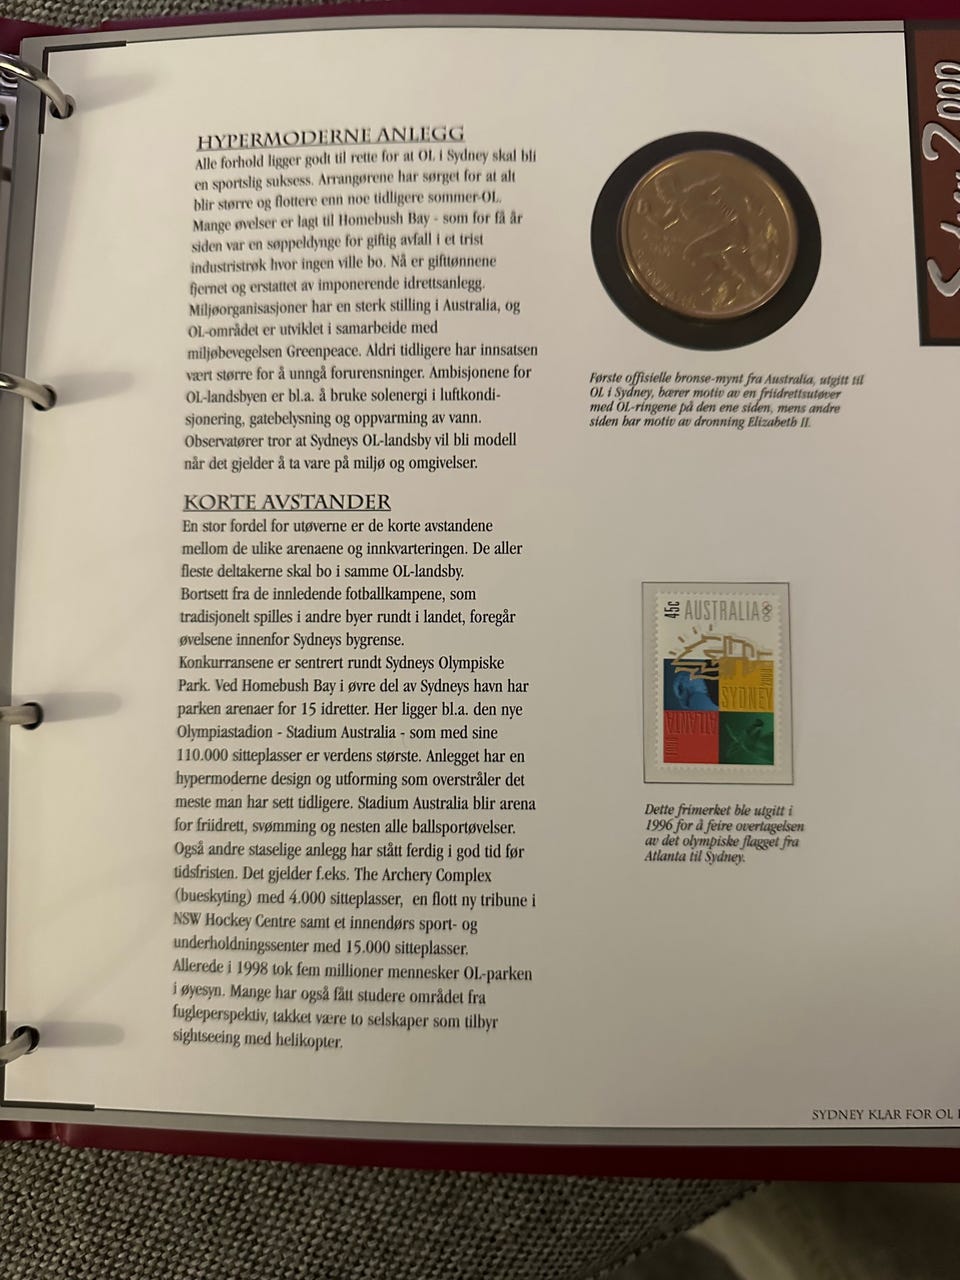 HYPERMODERNE ANLEGG
Alle forhold ligger godt til rette for at OL i Sydney skal bli
en sportslig suksess. Arrangørene har sørget for at alt
blir større og flottere enn noe tidligere sommer-OL.
Mange øvelser er lagt til Homebush Bay - som for få år
siden var en søppeldynge for giftig avfall i et trist
industristrøk hvor ingen ville bo. Nå er gifttønnene
fjernet og erstattet av imponerende idrettsanlegg.
Miljøorganisasjoner har en sterk stilling i Australia, og
OL-området er utviklet i samarbeide med
miljøbevegelsen Greenpeace. Aldri tidligere har innsatsen
vært større for å unngå forurensninger. Ambisjonene for
OL-landsbyen er bl.a. å bruke solenergi i luftkondi-
sjonering, gatebelysning og oppvarming av vann.
Observatører tror at Sydneys OL-landsby vil bli modell
når det gjelder å ta vare på miljø og omgivelser.
KORTE AVSTANDER
En stor fordel for utøverne er de korte avstandene
mellom de ulike arenaene og innkvarteringen. De aller
fleste deltakerne skal bo i samme OL-landsby.
Bortsett fra de innledende fotballkampene, som
tradisjonelt spilles i andre byer rundt i landet, foregår
øvelsene innenfor Sydneys bygrense.
Konkurransene er sentrert rundt Sydneys Olympiske
Park. Ved Homebush Bay i øvre del av Sydneys havn har
parken arenaer for 15 idretter. Her ligger bl.a. den nye
Olympiastadion - Stadium Australia - som med sine
110.000 sitteplasser er verdens største. Anlegget har en
hypermoderne design og utforming som overstråler det
meste man har sett tidligere. Stadium Australia blir arena
for friidrett, svømming og nesten alle ballsportøvelser.
Også andre staselige anlegg har stått ferdig i god tid før
tidsfristen. Det gjelder f.eks. The Archery Complex
(bueskyting) med 4.000 sitteplasser, en flott ny tribune i
NSW Hockey Centre samt et innendørs sport- og
underholdningssenter med 15.000 sitteplasser.
Allerede i 1998 tok fem millioner mennesker OL-parken
i øyesyn. Mange har også fått studere området fra
fugleperspektiv, takket være to selskaper som tilbyr
sightseeing med helikopter.
Første offisielle bronse-mynt fra Australia, utgitt til
OL i Sydney, bærer motiv av en friidrettsutøver
med OL-ringene på den ene siden, mens andre
siden har motiv av dronning Elizabeth II.
45c AUSTRALIA
SYDNEY 2000
ATLANTA 1996
Dette frimerket ble utgitt i
1996 for å feire overtagelsen
av det olympiske flagget fra
Atlanta til Sydney.
Sydney 2000
SYDNEY KLAR FOR OL